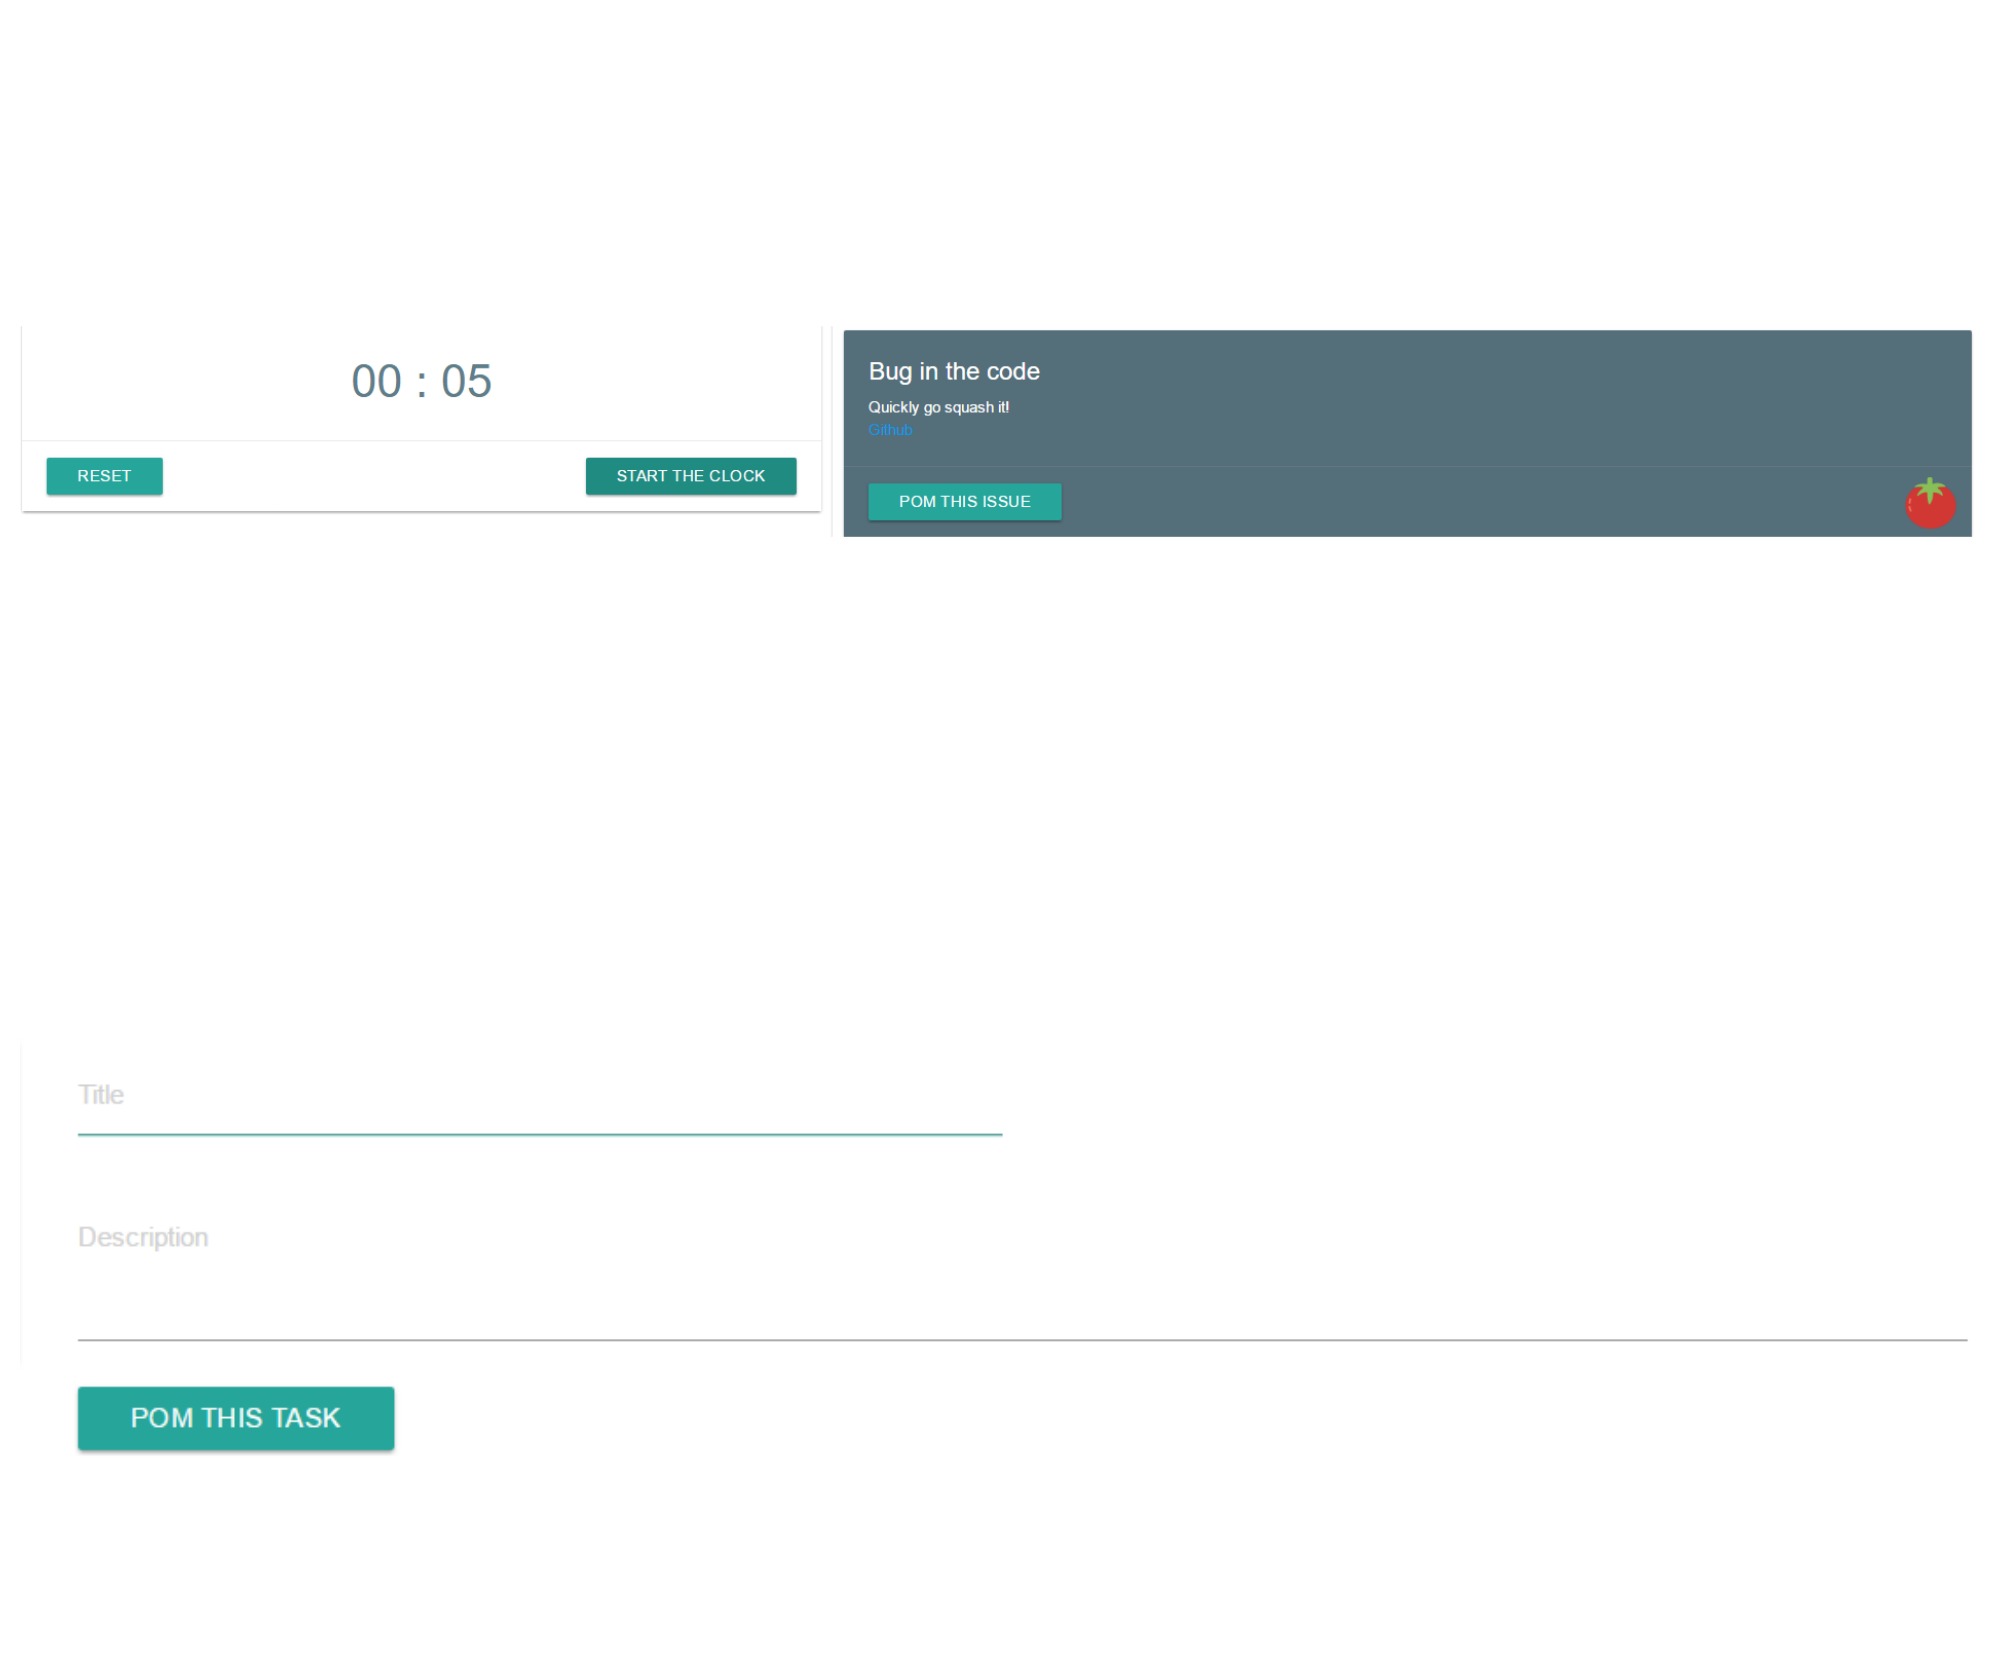 00 : 05
RESET
START THE CLOCK
Bug in the code
Quickly go squash it!
Github
POM THIS ISSUE
Title
Description
POM THIS TASK